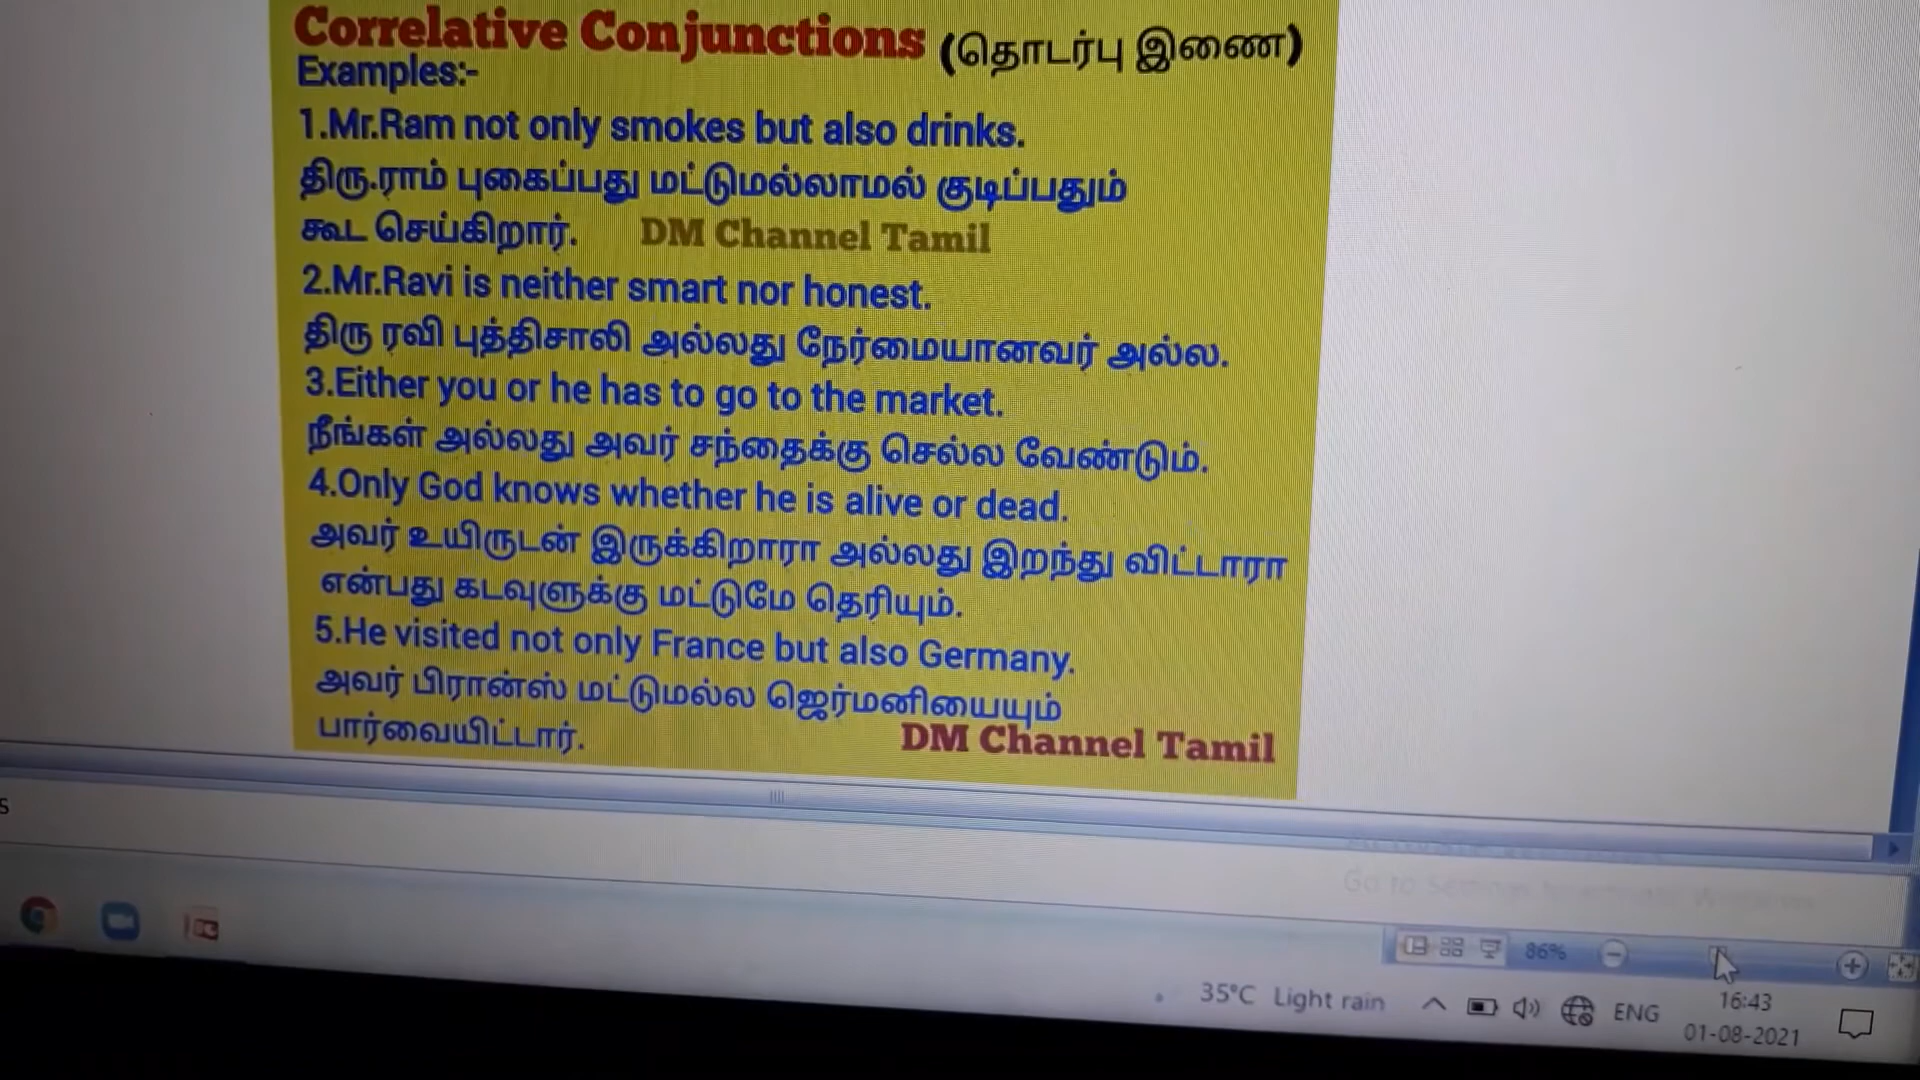 Correlative Conjunctions (தொடர்பு இணை)
Examples:-
1.Mr.Ram not only smokes but also drinks.
திரு.ராம் புகைப்பது மட்டுமல்லாமல் குடிப்பதும்
கூட செய்கிறார். DM Channel Tamil
2.Mr.Ravi is neither smart nor honest.
திரு ரவி புத்திசாலி அல்லது நேர்மையானவர் அல்ல.
3.Either you or he has to go to the market.
நீங்கள் அல்லது அவர் சந்தைக்கு செல்ல வேண்டும்.
4.Only God knows whether he is alive or dead.
அவர் உயிருடன் இருக்கிறாரா அல்லது இறந்து விட்டாரா
என்பது கடவுளுக்கு மட்டுமே தெரியும்.
5.He visited not only France but also Germany.
அவர் பிரான்ஸ் மட்டுமல்ல ஜெர்மனியையும்
பார்வையிட்டார். DM Channel Tamil
Go to
86%
35°C Light rain ENG 16:43
01-08-2021